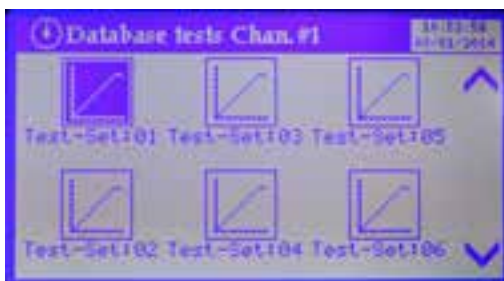 Database tests Chan.#1
Test-Set:01 Test-Set:03 Test-Set:05
Test-Set:02 Test-Set:04 Test-Set:06